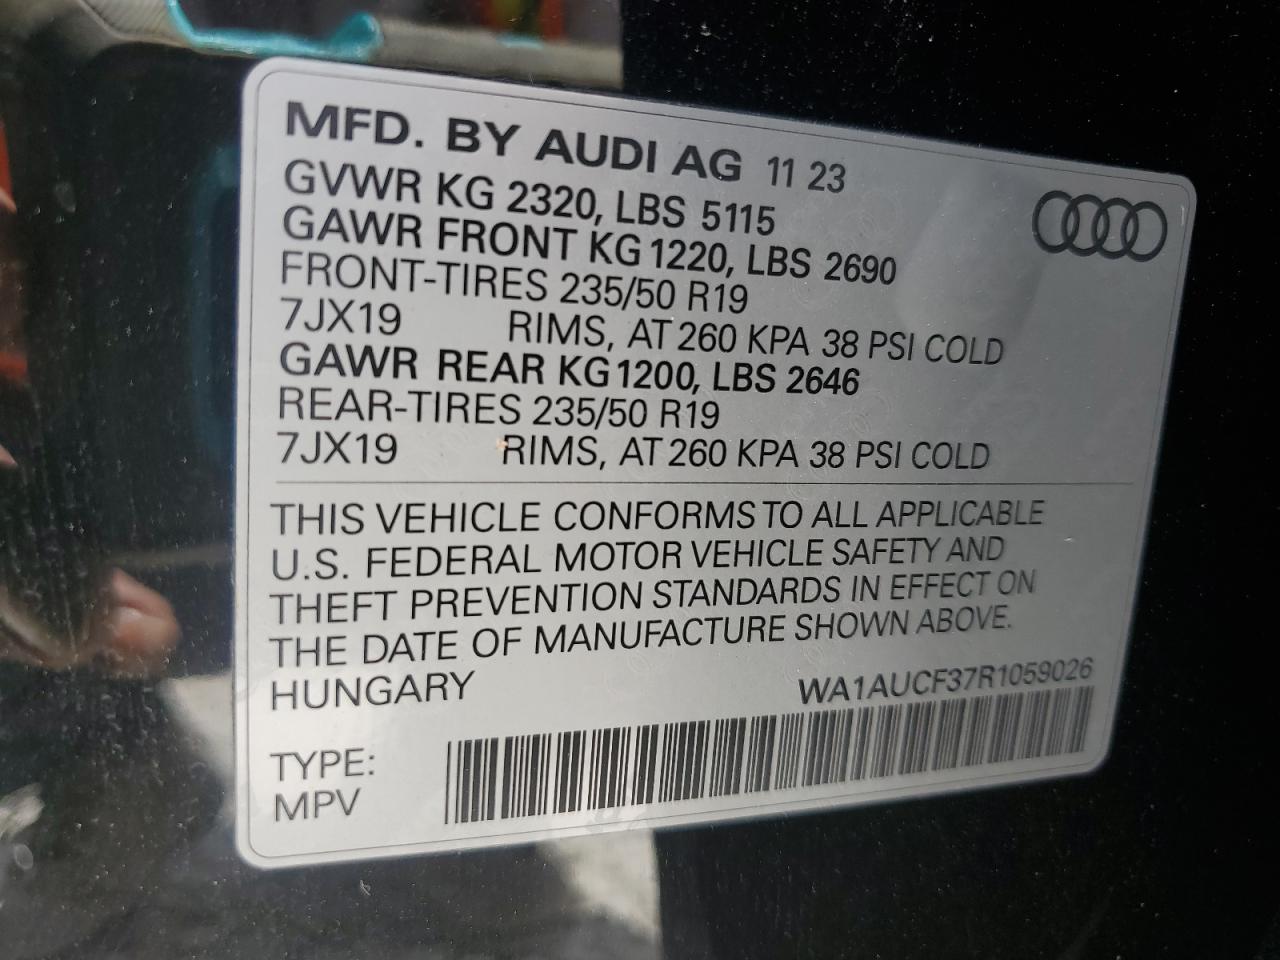 MFD. BY AUDI AG 11 23
GVWR KG 2320, LBS 5115
GAWR FRONT KG 1220, LBS 2690
FRONT-TIRES 235/50 R19
7JX19 RIMS, AT 260 KPA 38 PSI COLD
GAWR REAR KG 1200, LBS 2646
REAR-TIRES 235/50 R19
7JX19 RIMS, AT 260 KPA 38 PSI COLD
THIS VEHICLE CONFORMS TO ALL APPLICABLE
U.S. FEDERAL MOTOR VEHICLE SAFETY AND
THEFT PREVENTION STANDARDS IN EFFECT ON
THE DATE OF MANUFACTURE SHOWN ABOVE.
HUNGARY WA1AUCF37R1059026
TYPE:
MPV